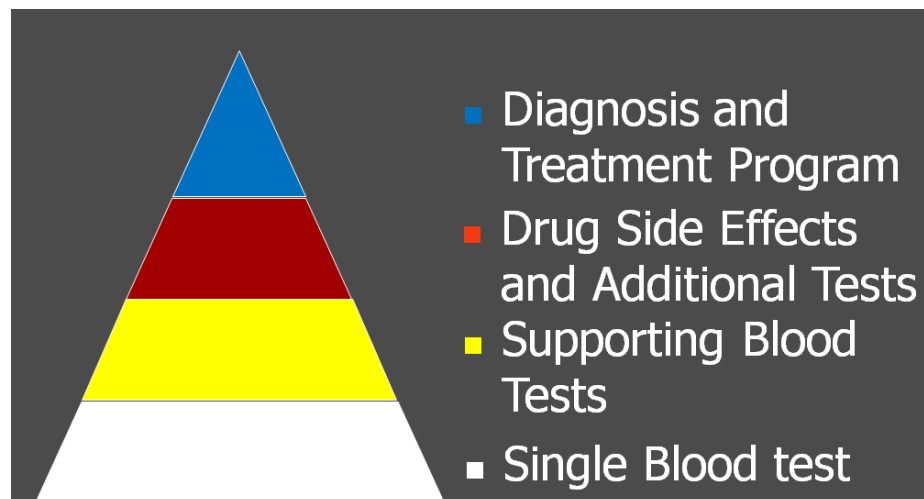 Diagnosis and
Treatment Program
Drug Side Effects
and Additional Tests
Supporting Blood
Tests
Single Blood test